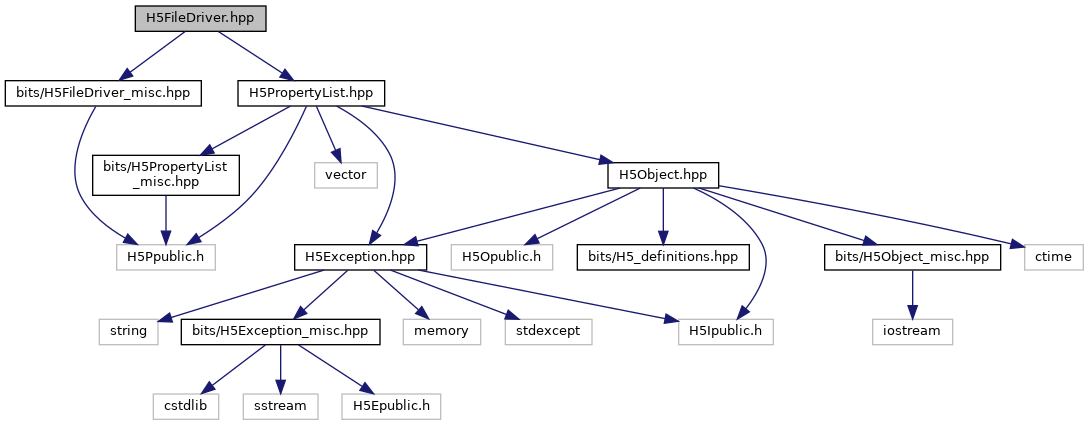 H5FileDriver.hpp
bits/H5FileDriver_misc.hpp
H5PropertyList.hpp
bits/H5PropertyList
_misc.hpp
vector
H5Object.hpp
H5Ppublic.h
H5Exception.hpp
H5Opublic.h
bits/H5_definitions.hpp
bits/H5Object_misc.hpp
ctime
string
bits/H5Exception_misc.hpp
memory
stdexcept
H5Ipublic.h
iostream
cstdlib
sstream
H5Epublic.h